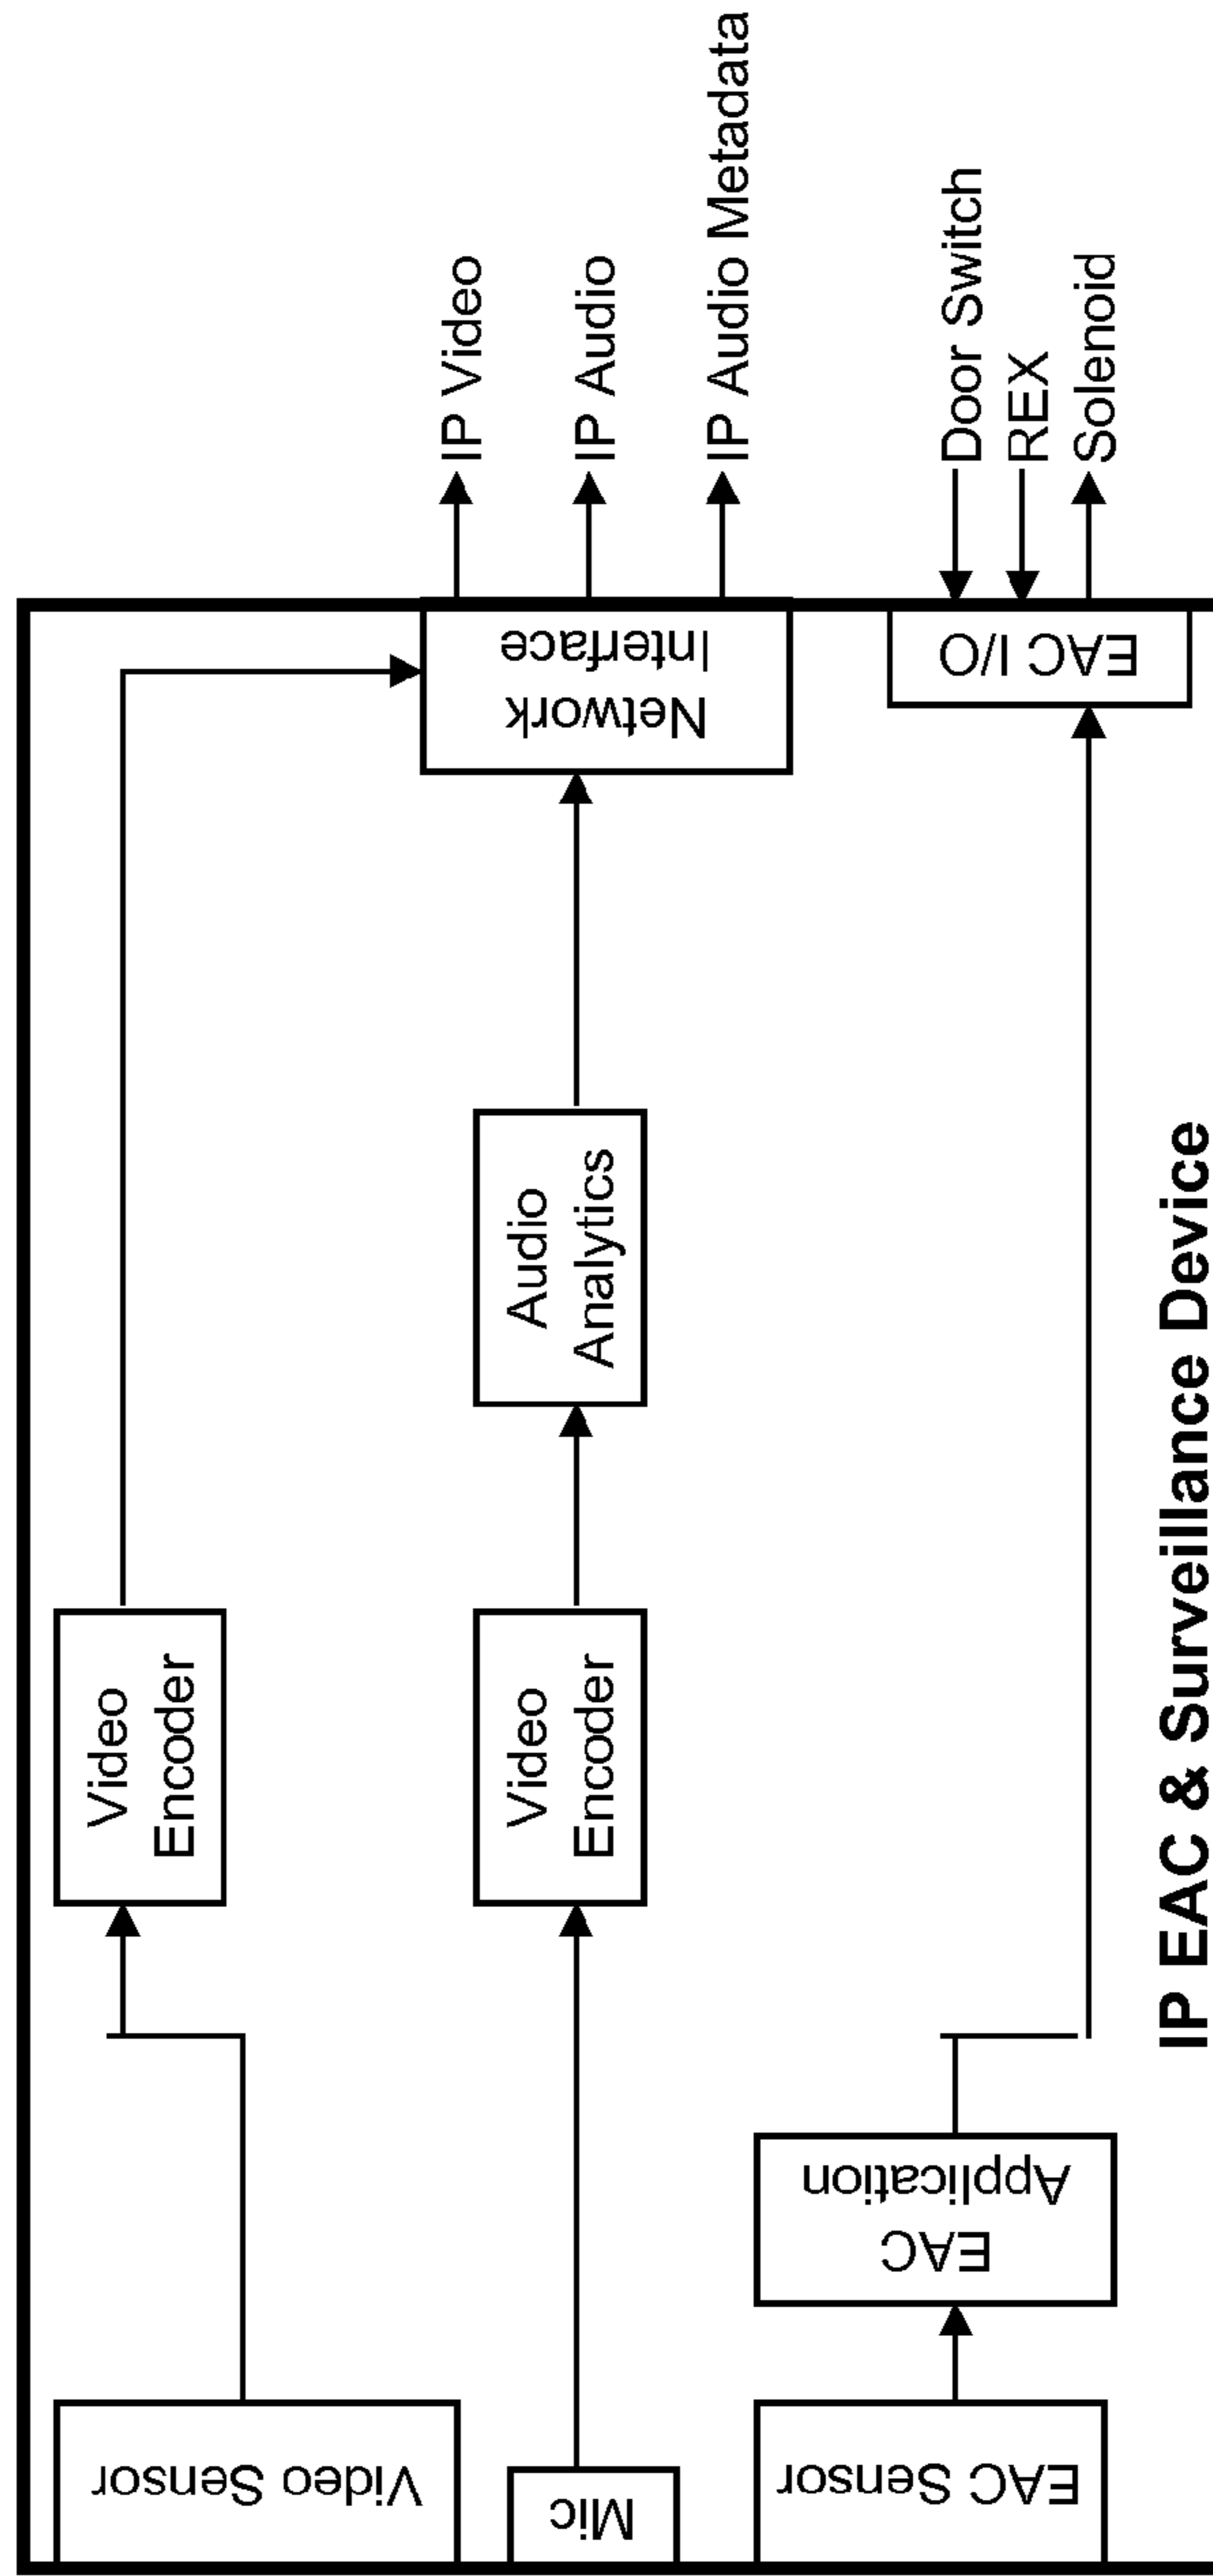 Video Sensor
Video
Encoder
Mic
Video
Encoder
Audio
Analytics
Network
Interface
IP Video
IP Audio
IP Audio Metadata
EAC Sensor
EAC
Application
EAC I/O
Door Switch
REX
Solenoid
IP EAC & Surveillance Device